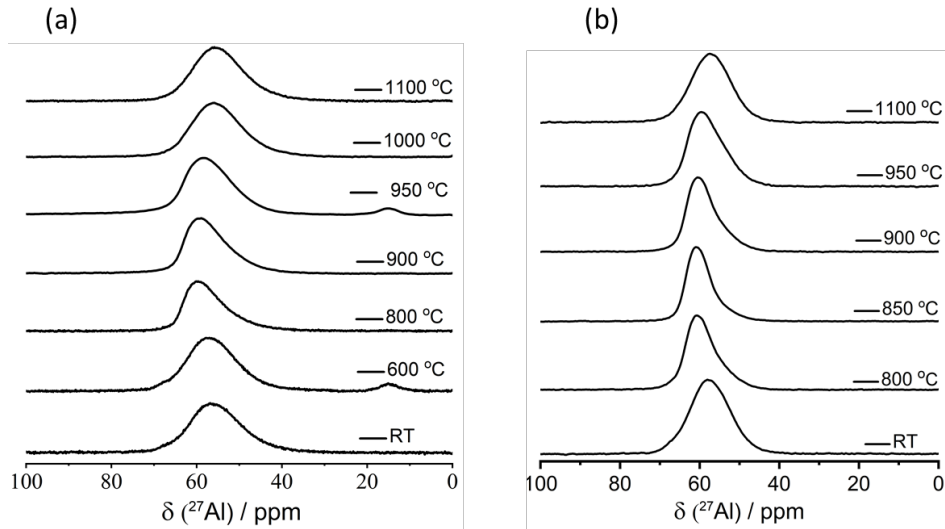 (a)
1100 °C
1000 °C
950 °C
900 °C
800 °C
600 °C
RT
100 80 60 40 20 0
δ (²⁷Al) / ppm
(b)
1100 °C
950 °C
900 °C
850 °C
800 °C
RT
100 80 60 40 20 0
δ (²⁷Al) / ppm